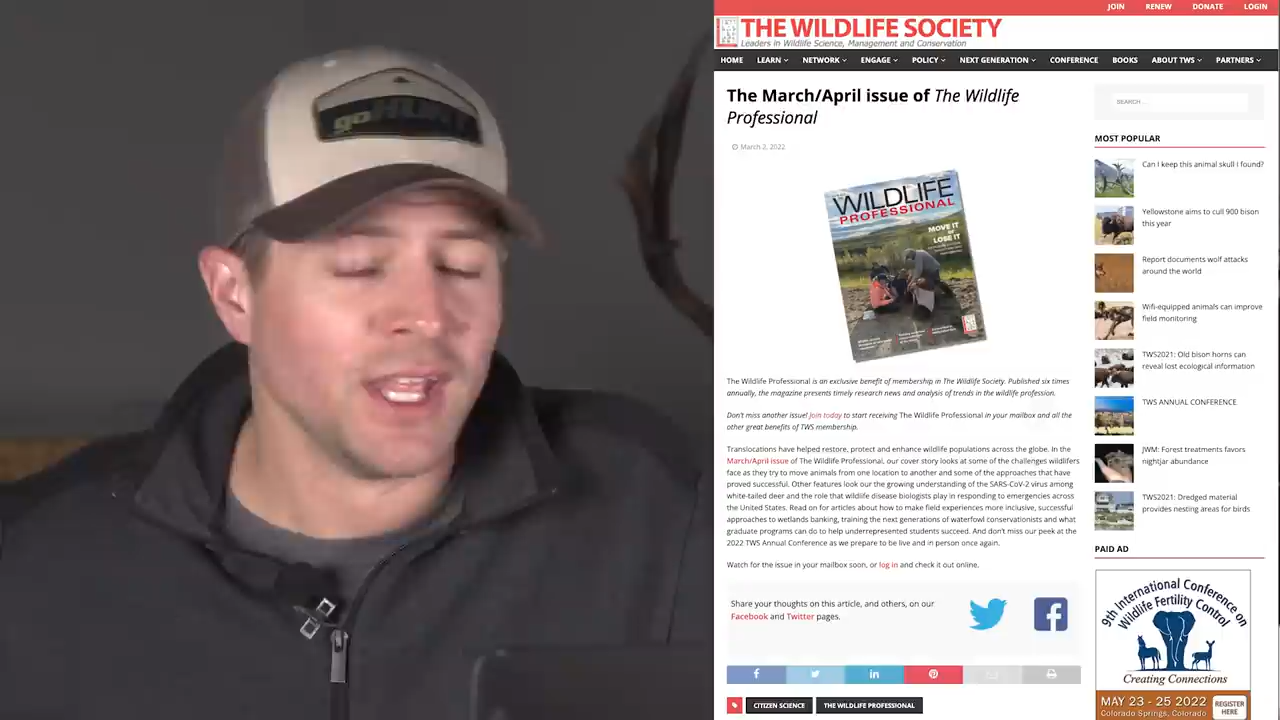 JOIN RENEW DONATE LOGIN
THE WILDLIFE SOCIETY
Leaders in Wildlife Science, Management and Conservation
HOME LEARN NETWORK ENGAGE POLICY NEXT GENERATION CONFERENCE BOOKS ABOUT TWS PARTNERS
The March/April issue of The Wildlife
Professional
March 2, 2022
WILDLIFE
PROFESSIONAL
MOVE IT
or
LOSE IT
The Wildlife Professional is an exclusive benefit of membership in The Wildlife Society. Published six times
annually, the magazine presents timely research news and analysis of trends in the wildlife profession.
Don't miss another issue! Join today to start receiving The Wildlife Professional in your mailbox and all the
other great benefits of TWS membership.
Translocations have helped restore, protect and enhance wildlife populations across the globe. In the
March/April issue of The Wildlife Professional, our cover story looks at some of the challenges wildlifers
face as they try to move animals from one location to another and some of the approaches that have
proved successful. Other features look our the growing understanding of the SARS-CoV-2 virus among
white-tailed deer and the role that wildlife disease biologists play in responding to emergencies across
the United States. Read on for articles about how to make field experiences more inclusive, successful
approaches to wetlands banking, training the next generations of waterfowl conservationists and what
graduate programs can do to help underrepresented students succeed. And don't miss our peek at the
2022 TWS Annual Conference as we prepare to be live and in person once again.
Watch for the issue in your mailbox soon, or log in and check it out online.
Share your thoughts on this article, and others, on our
Facebook and Twitter pages.
CITIZEN SCIENCE THE WILDLIFE PROFESSIONAL
SEARCH ...
MOST POPULAR
Can I keep this animal skull I found?
Yellowstone aims to cull 900 bison
this year
Report documents wolf attacks
around the world
Wifi-equipped animals can improve
field monitoring
TWS2021: Old bison horns can
reveal lost ecological information
TWS ANNUAL CONFERENCE
JWM: Forest treatments favors
nightjar abundance
TWS2021: Dredged material
provides nesting areas for birds
PAID AD
9th International Conference on
Wildlife Fertility Control
Creating Connections
MAY 23 - 25 2022
Colorado Springs, Colorado
REGISTER
HERE